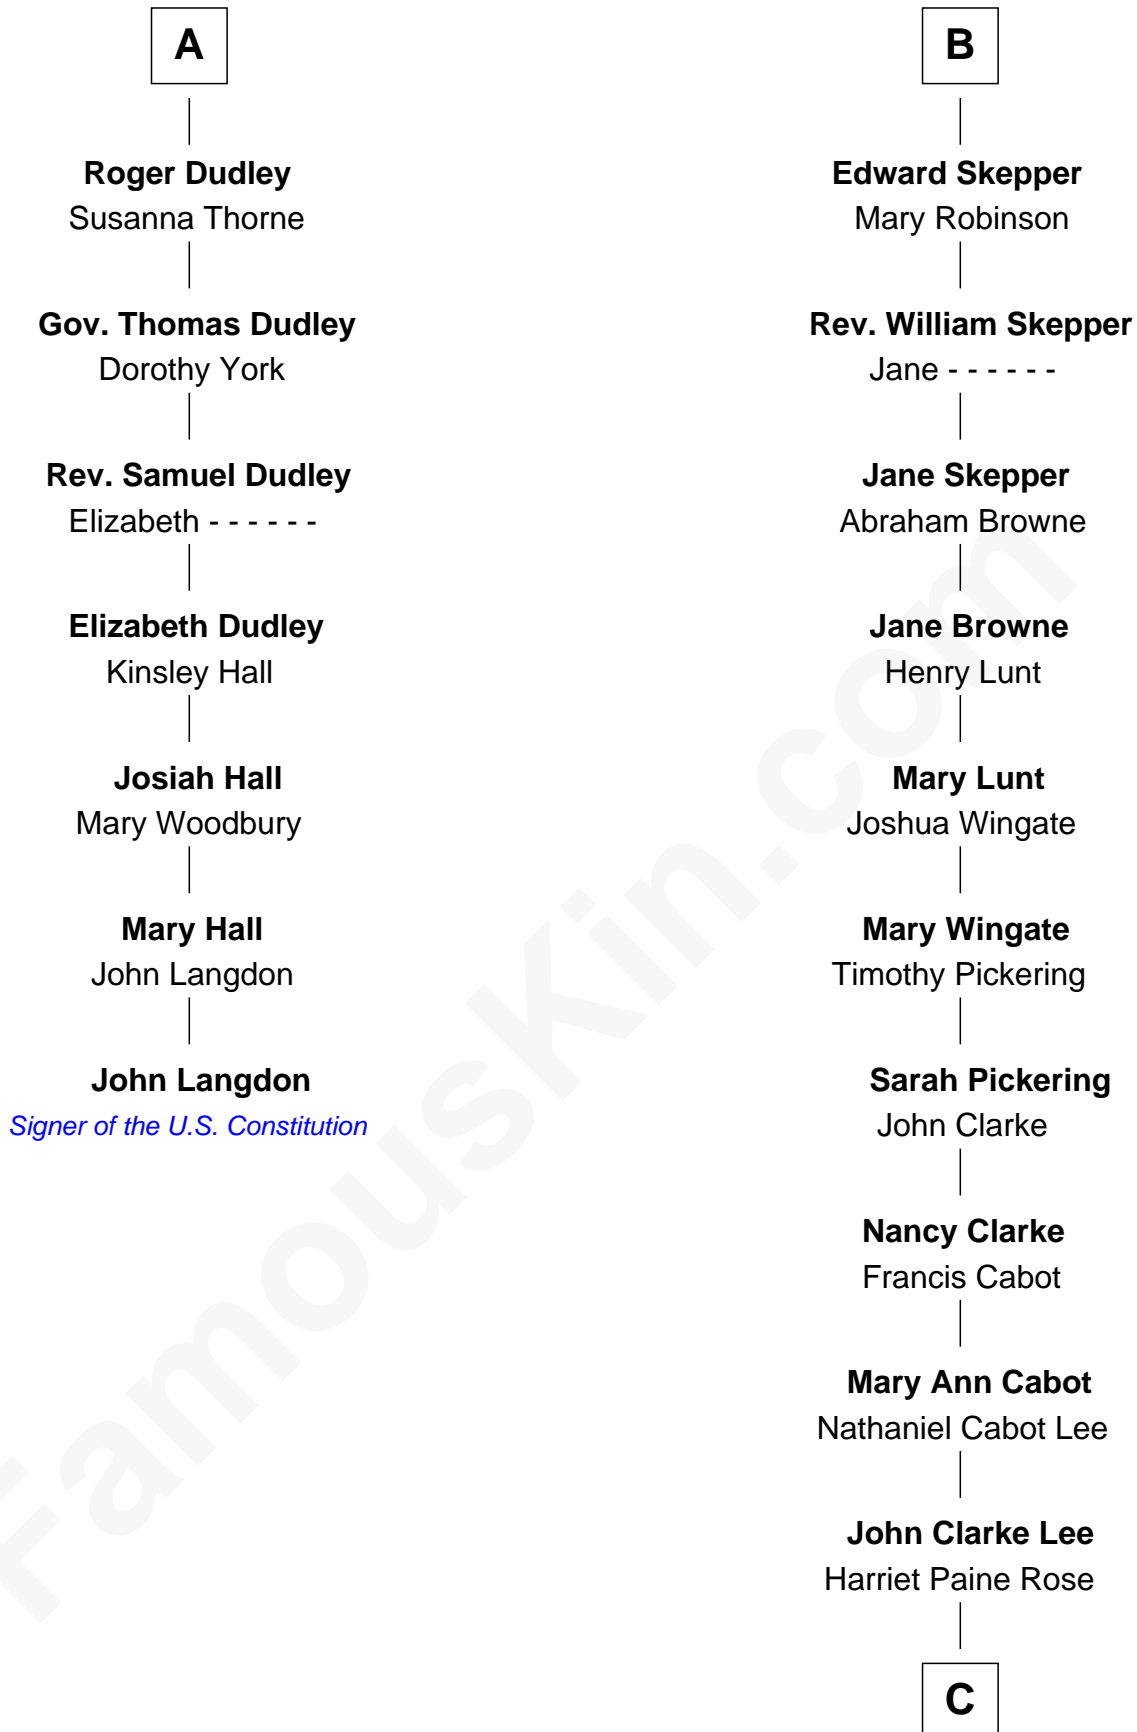 A
Roger Dudley
Susanna Thorne
Gov. Thomas Dudley
Dorothy York
Rev. Samuel Dudley
Elizabeth - - - - - -
Elizabeth Dudley
Kinsley Hall
Josiah Hall
Mary Woodbury
Mary Hall
John Langdon
John Langdon
Signer of the U.S. Constitution
B
Edward Skepper
Mary Robinson
Rev. William Skepper
Jane - - - - - -
Jane Skepper
Abraham Browne
Jane Browne
Henry Lunt
Mary Lunt
Joshua Wingate
Mary Wingate
Timothy Pickering
Sarah Pickering
John Clarke
Nancy Clarke
Francis Cabot
Mary Ann Cabot
Nathaniel Cabot Lee
John Clarke Lee
Harriet Paine Rose
C
FamousKin.com